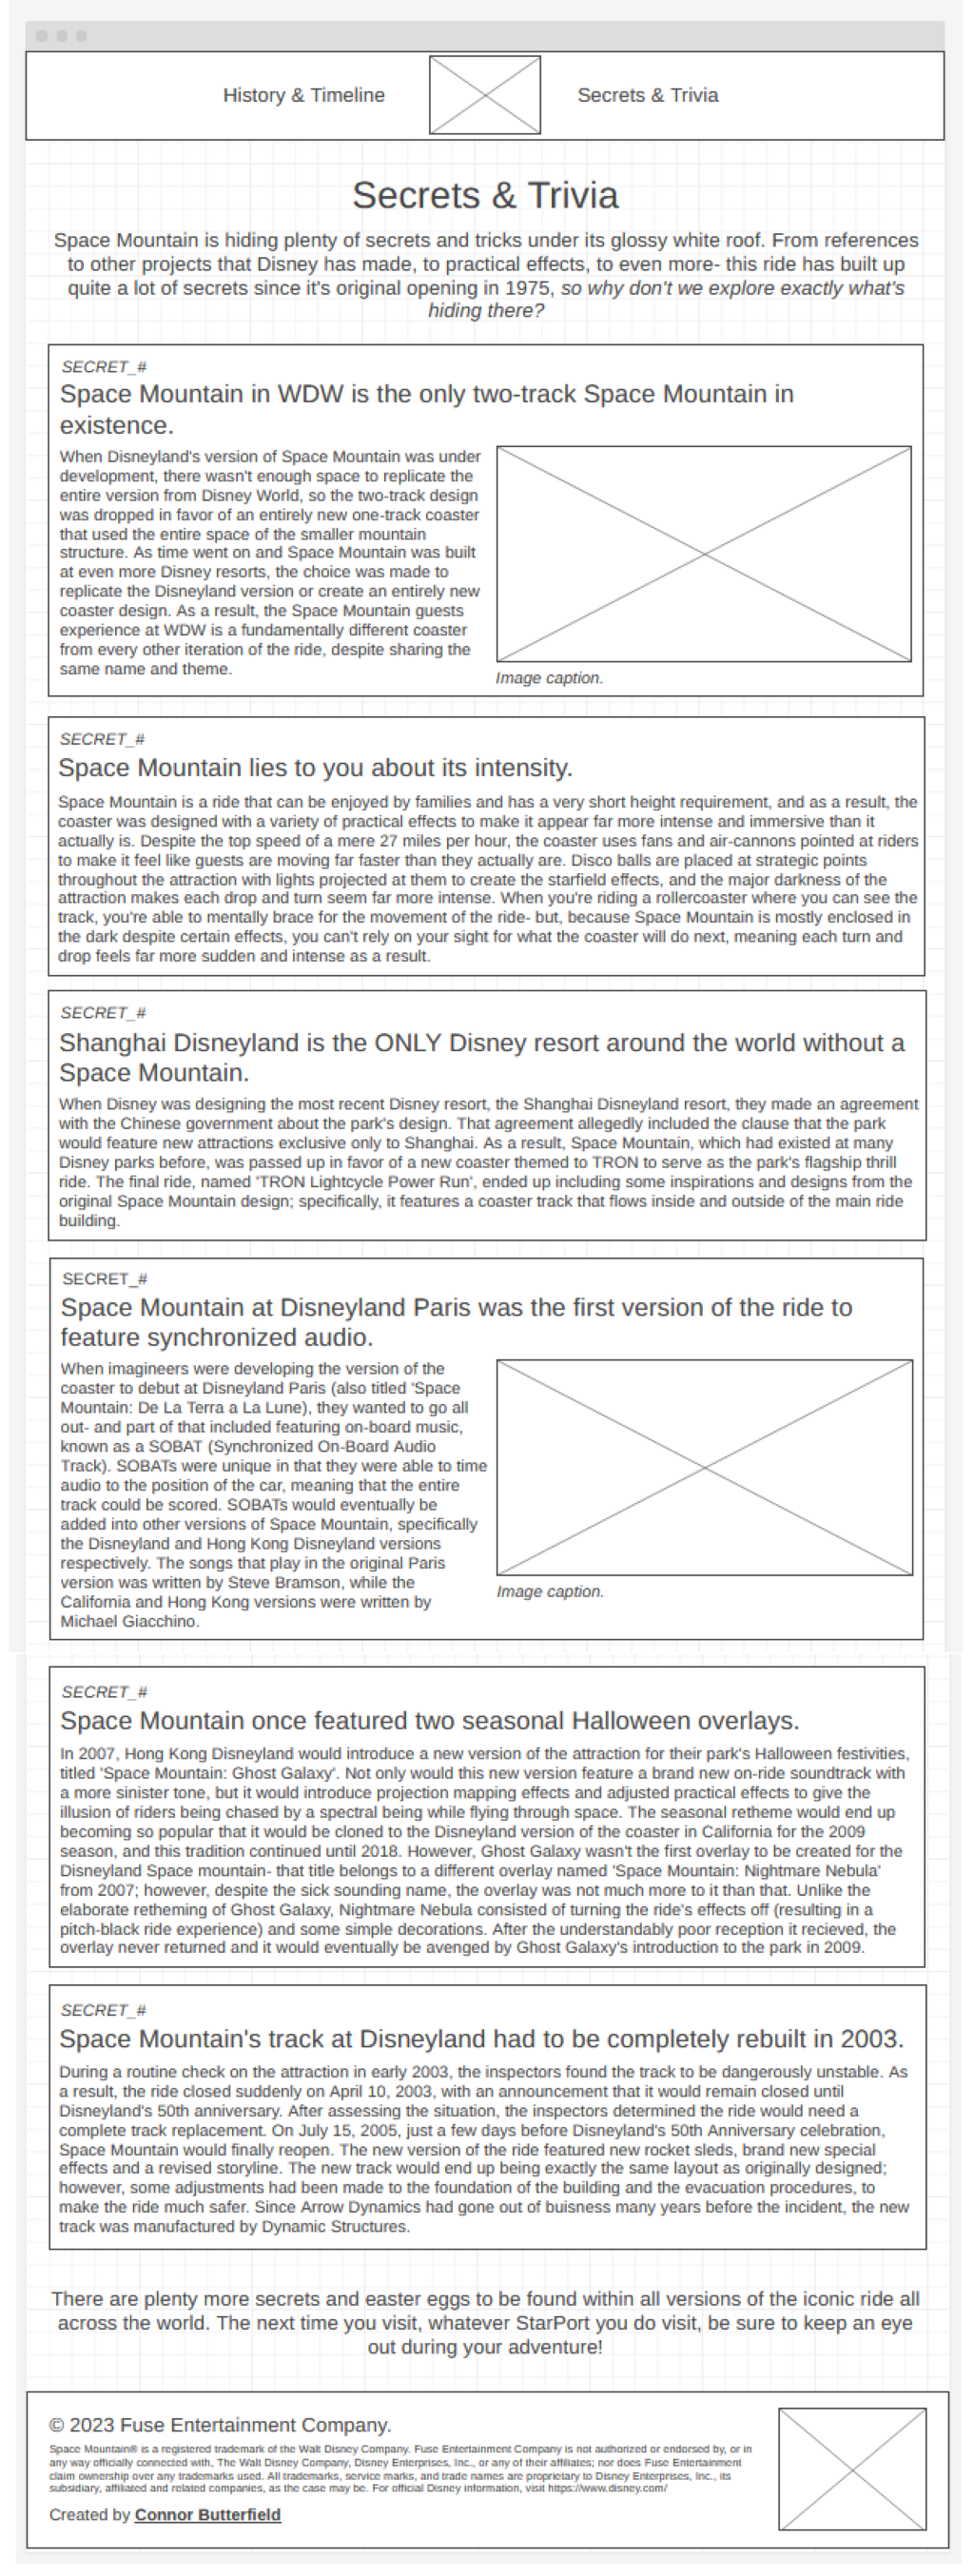 History & Timeline
Secrets & Trivia
Secrets & Trivia
Space Mountain is hiding plenty of secrets and tricks under its glossy white roof. From references
to other projects that Disney has made, to practical effects, to even more- this ride has built up
quite a lot of secrets since it's original opening in 1975, so why don't we explore exactly what's
hiding there?
SECRET_#
Space Mountain in WDW is the only two-track Space Mountain in
existence.
When Disneyland's version of Space Mountain was under
development, there wasn't enough space to replicate the
entire version from Disney World, so the two-track design
was dropped in favor of an entirely new one-track coaster
that used the entire space of the smaller mountain
structure. As time went on and Space Mountain was built
at even more Disney resorts, the choice was made to
replicate the Disneyland version or create an entirely new
coaster design. As a result, the Space Mountain guests
experience at WDW is a fundamentally different coaster
from every other iteration of the ride, despite sharing the
same name and theme.
Image caption.
SECRET_#
Space Mountain lies to you about its intensity.
Space Mountain is a ride that can be enjoyed by families and has a very short height requirement, and as a result, the
coaster was designed with a variety of practical effects to make it appear far more intense and immersive than it
actually is. Despite the top speed of a mere 27 miles per hour, the coaster uses fans and air-cannons pointed at riders
to make it feel like guests are moving far faster than they actually are. Disco balls are placed at strategic points
throughout the attraction with lights projected at them to create the starfield effects, and the major darkness of the
attraction makes each drop and turn seem far more intense. When you're riding a rollercoaster where you can see the
track, you're able to mentally brace for the movement of the ride- but, because Space Mountain is mostly enclosed in
the dark despite certain effects, you can't rely on your sight for what the coaster will do next, meaning each turn and
drop feels far more sudden and intense as a result.
SECRET_#
Shanghai Disneyland is the ONLY Disney resort around the world without a
Space Mountain.
When Disney was designing the most recent Disney resort, the Shanghai Disneyland resort, they made an agreement
with the Chinese government about the park's design. That agreement allegedly included the clause that the park
would feature new attractions exclusive only to Shanghai. As a result, Space Mountain, which had existed at many
Disney parks before, was passed up in favor of a new coaster themed to TRON to serve as the park's flagship thrill
ride. The final ride, named 'TRON Lightcycle Power Run', ended up including some inspirations and designs from the
original Space Mountain design; specifically, it features a coaster track that flows inside and outside of the main ride
building.
SECRET_#
Space Mountain at Disneyland Paris was the first version of the ride to
feature synchronized audio.
When imagineers were developing the version of the
coaster to debut at Disneyland Paris (also titled 'Space
Mountain: De La Terra a La Lune), they wanted to go all
out- and part of that included featuring on-board music,
known as a SOBAT (Synchronized On-Board Audio
Track). SOBATs were unique in that they were able to time
audio to the position of the car, meaning that the entire
track could be scored. SOBATs would eventually be
added into other versions of Space Mountain, specifically
the Disneyland and Hong Kong Disneyland versions
respectively. The songs that play in the original Paris
version was written by Steve Bramson, while the
California and Hong Kong versions were written by
Michael Giacchino.
Image caption.
SECRET_#
Space Mountain once featured two seasonal Halloween overlays.
In 2007, Hong Kong Disneyland would introduce a new version of the attraction for their park's Halloween festivities,
titled 'Space Mountain: Ghost Galaxy'. Not only would this new version feature a brand new on-ride soundtrack with
a more sinister tone, but it would introduce projection mapping effects and adjusted practical effects to give the
illusion of riders being chased by a spectral being while flying through space. The seasonal retheme would end up
becoming so popular that it would be cloned to the Disneyland version of the coaster in California for the 2009
season, and this tradition continued until 2018. However, Ghost Galaxy wasn't the first overlay to be created for the
Disneyland Space mountain- that title belongs to a different overlay named 'Space Mountain: Nightmare Nebula'
from 2007; however, despite the sick sounding name, the overlay was not much more to it than that. Unlike the
elaborate retheming of Ghost Galaxy, Nightmare Nebula consisted of turning the ride's effects off (resulting in a
pitch-black ride experience) and some simple decorations. After the understandably poor reception it recieved, the
overlay never returned and it would eventually be avenged by Ghost Galaxy's introduction to the park in 2009.
SECRET_#
Space Mountain's track at Disneyland had to be completely rebuilt in 2003.
During a routine check on the attraction in early 2003, the inspectors found the track to be dangerously unstable. As
a result, the ride closed suddenly on April 10, 2003, with an announcement that it would remain closed until
Disneyland's 50th anniversary. After assessing the situation, the inspectors determined the ride would need a
complete track replacement. On July 15, 2005, just a few days before Disneyland's 50th Anniversary celebration,
Space Mountain would finally reopen. The new version of the ride featured new rocket sleds, brand new special
effects and a revised storyline. The new track would end up being exactly the same layout as originally designed;
however, some adjustments had been made to the foundation of the building and the evacuation procedures, to
make the ride much safer. Since Arrow Dynamics had gone out of buisness many years before the incident, the new
track was manufactured by Dynamic Structures.
There are plenty more secrets and easter eggs to be found within all versions of the iconic ride all
across the world. The next time you visit, whatever StarPort you do visit, be sure to keep an eye
out during your adventure!
© 2023 Fuse Entertainment Company.
Space Mountain® is a registered trademark of the Walt Disney Company. Fuse Entertainment Company is not authorized or endorsed by, or in
any way officially connected with, The Walt Disney Company, Disney Enterprises, Inc., or any of their affiliates; nor does Fuse Entertainment
claim ownership over any trademarks used. All trademarks, service marks, and trade names are proprietary to Disney Enterprises, Inc., its
subsidiary, affiliated and related companies, as the case may be. For official Disney information, visit https://www.disney.com/
Created by Connor Butterfield